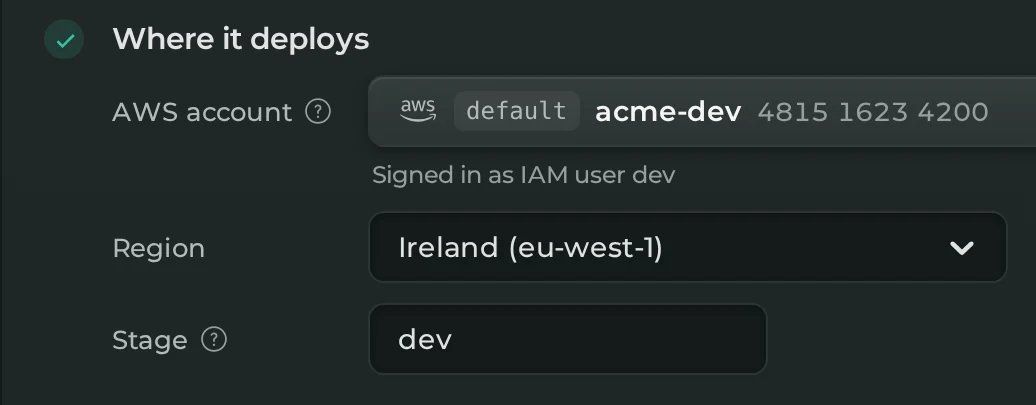 Where it deploys
AWS account ? aws default acme-dev 4815 1623 4200
Signed in as IAM user dev
Region Ireland (eu-west-1)
Stage ? dev